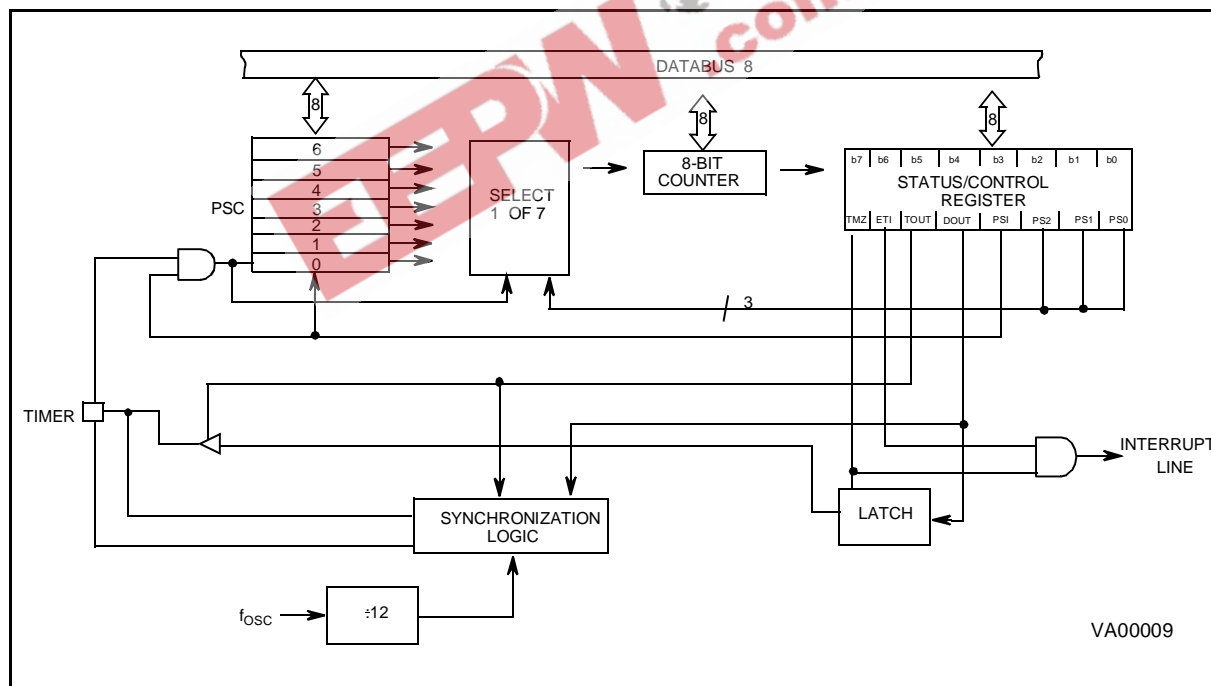 EEPW.com
DATABUS 8
8
8
8
6
5
4
3
2
1
0
PSC
SELECT
1 OF 7
8-BIT
COUNTER
b7 b6 b5 b4 b3 b2 b1 b0
STATUS/CONTROL
REGISTER
TMZ ETI TOUT DOUT PSI PS2 PS1 PS0
3
TIMER
INTERRUPT
LINE
SYNCHRONIZATION
LOGIC
LATCH
fOSC
÷12
VA00009